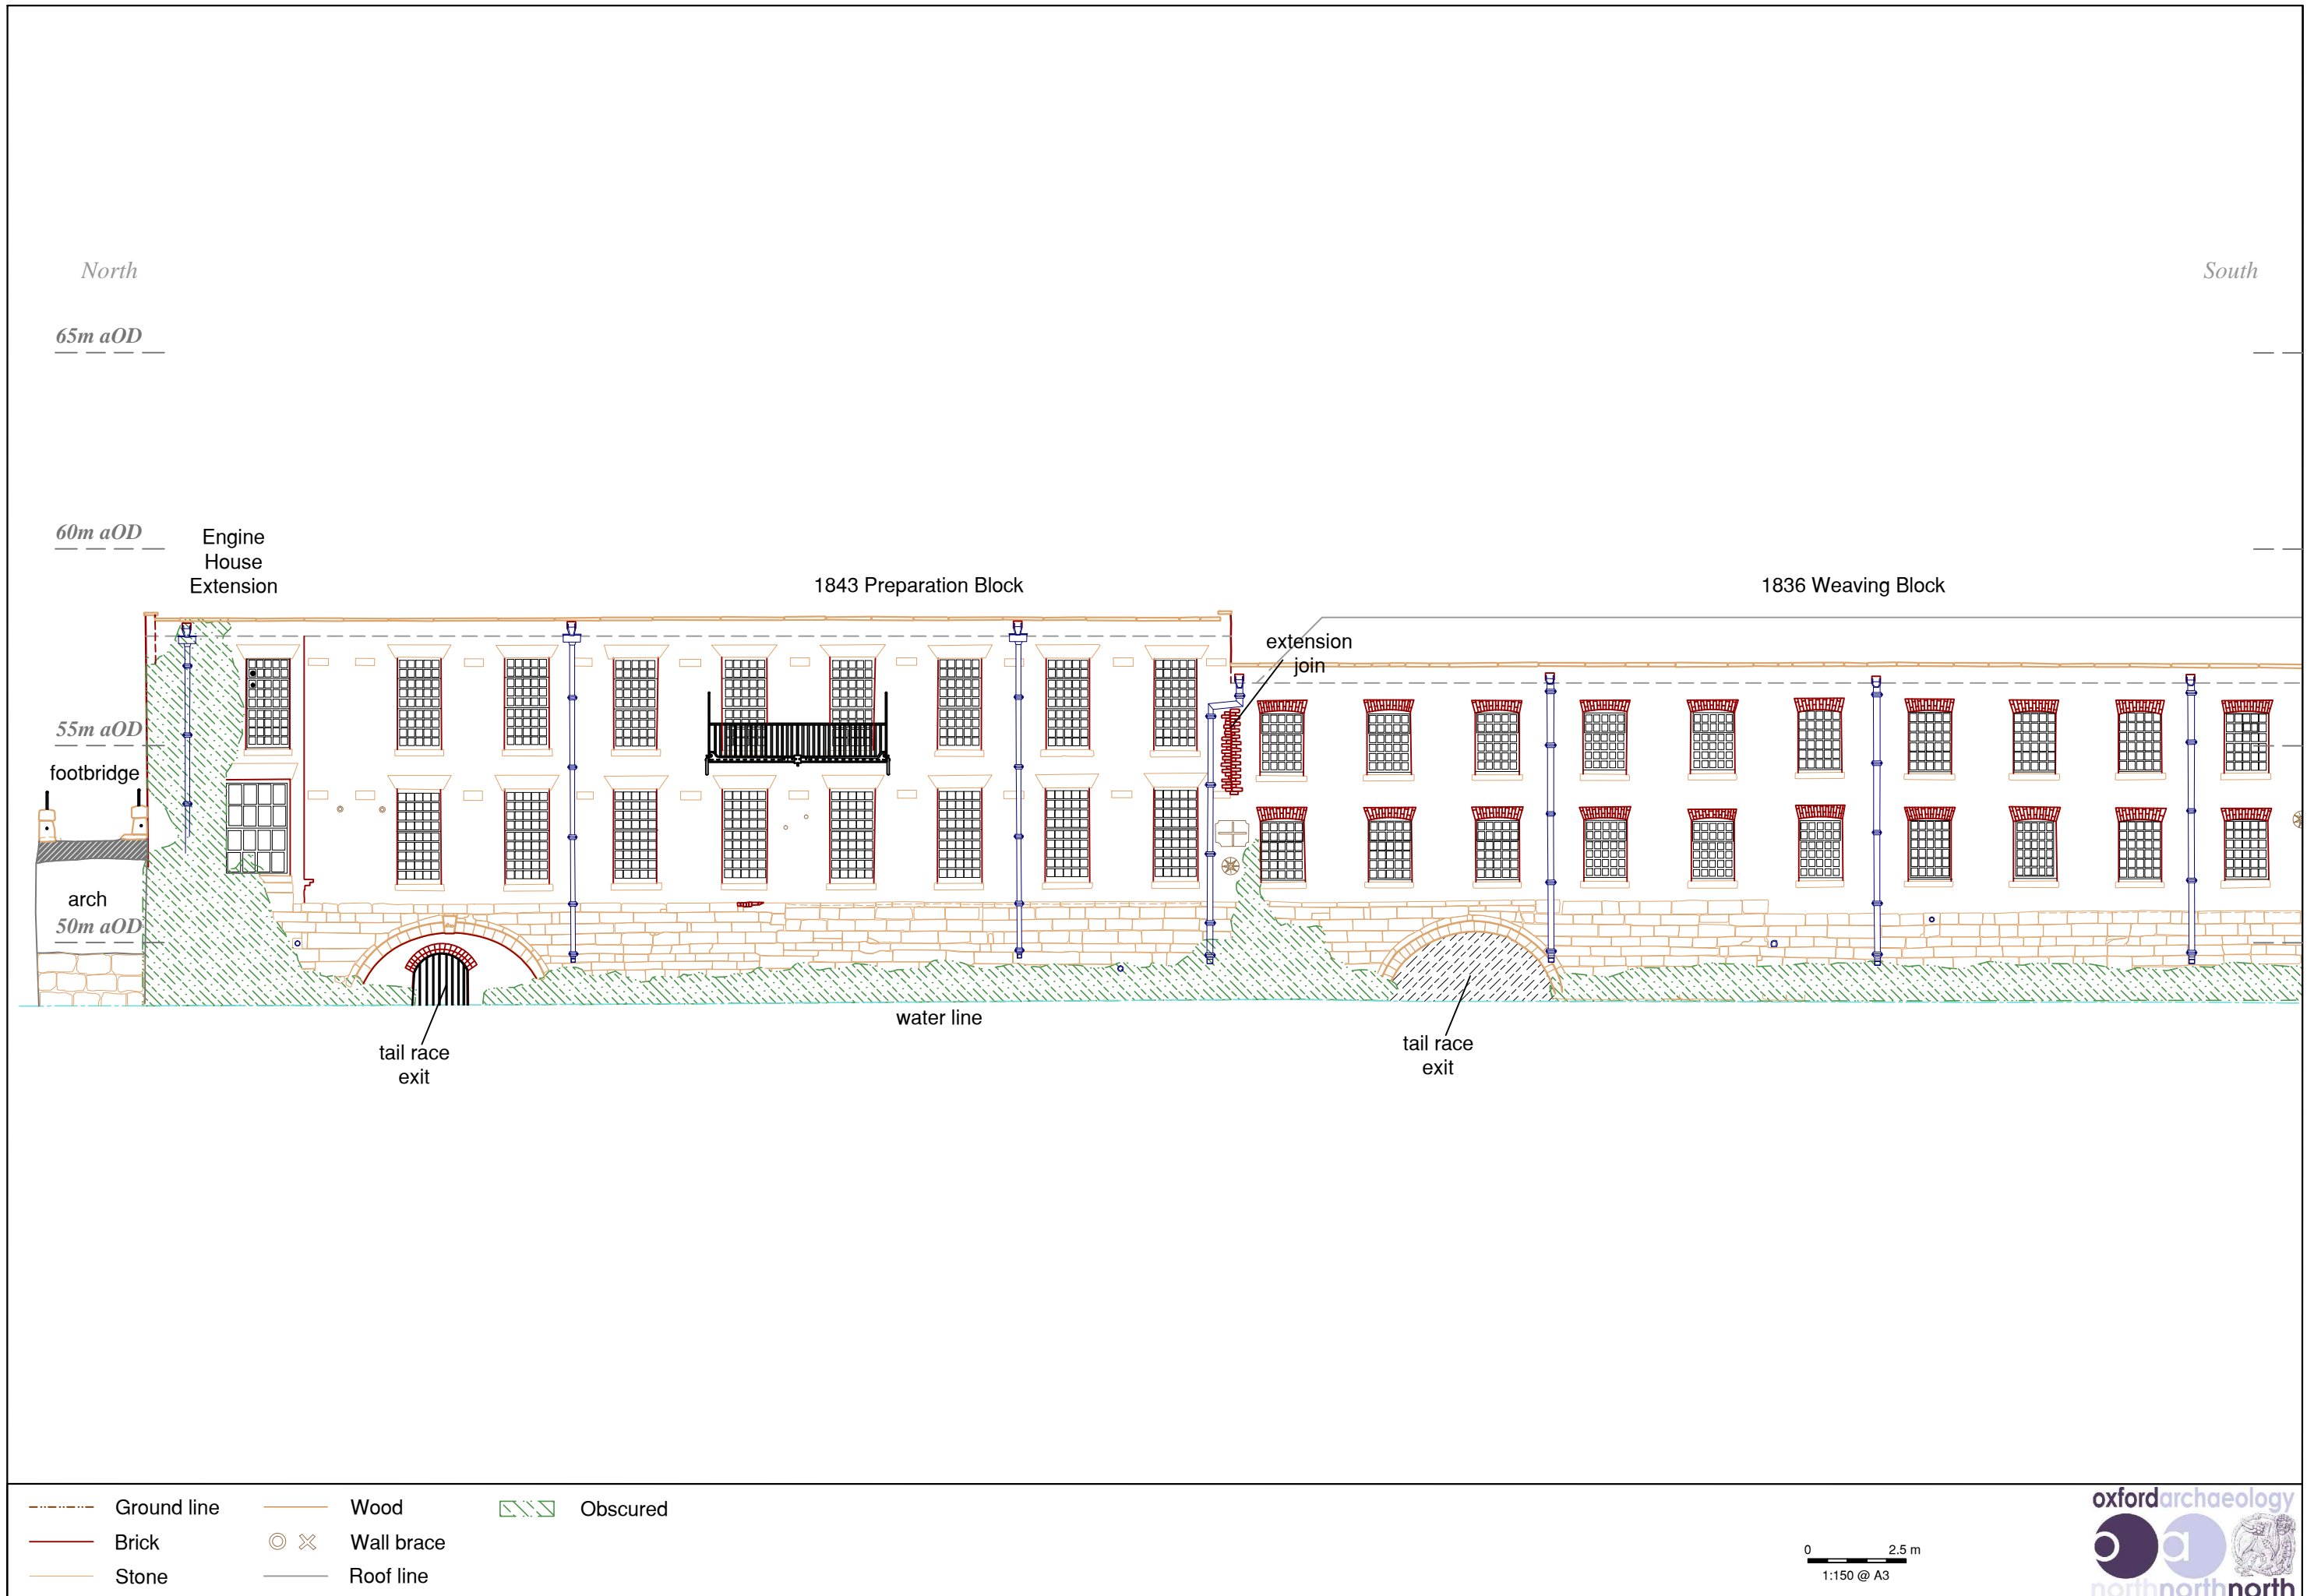 North
South
65m aOD
60m aOD
Engine
House
Extension
1843 Preparation Block
1836 Weaving Block
extension
join
55m aOD
footbridge
arch
50m aOD
water line
tail race
exit
tail race
exit
Ground line
Wood
Obscured
Brick
Wall brace
Stone
Roof line
0 2.5 m
1:150 @ A3
oxfordarchaeology
oa
northnorthnorth